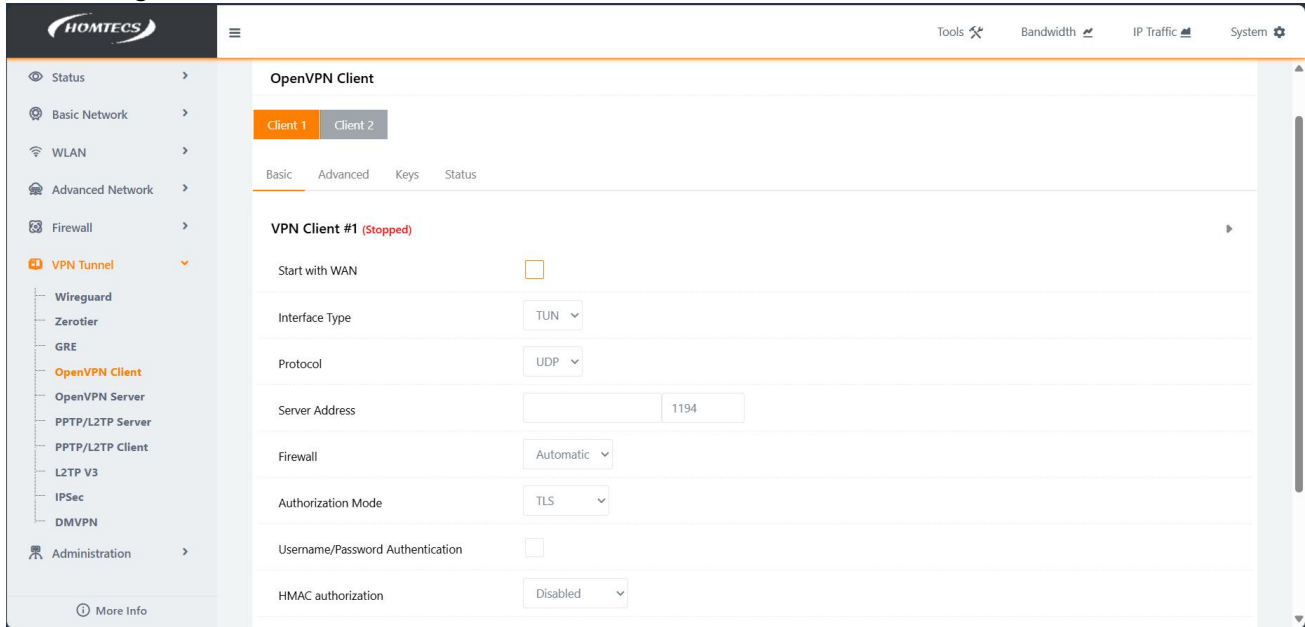 HOMTECS
Tools Bandwidth IP Traffic System
Status
Basic Network
WLAN
Advanced Network
Firewall
VPN Tunnel
Wireguard
Zerotier
GRE
OpenVPN Client
OpenVPN Server
PPTP/L2TP Server
PPTP/L2TP Client
L2TP V3
IPSec
DMVPN
Administration
More Info
OpenVPN Client
Client 1 Client 2
Basic Advanced Keys Status
VPN Client #1 (Stopped)
Start with WAN
Interface Type TUN
Protocol UDP
Server Address 1194
Firewall Automatic
Authorization Mode TLS
Username/Password Authentication
HMAC authorization Disabled